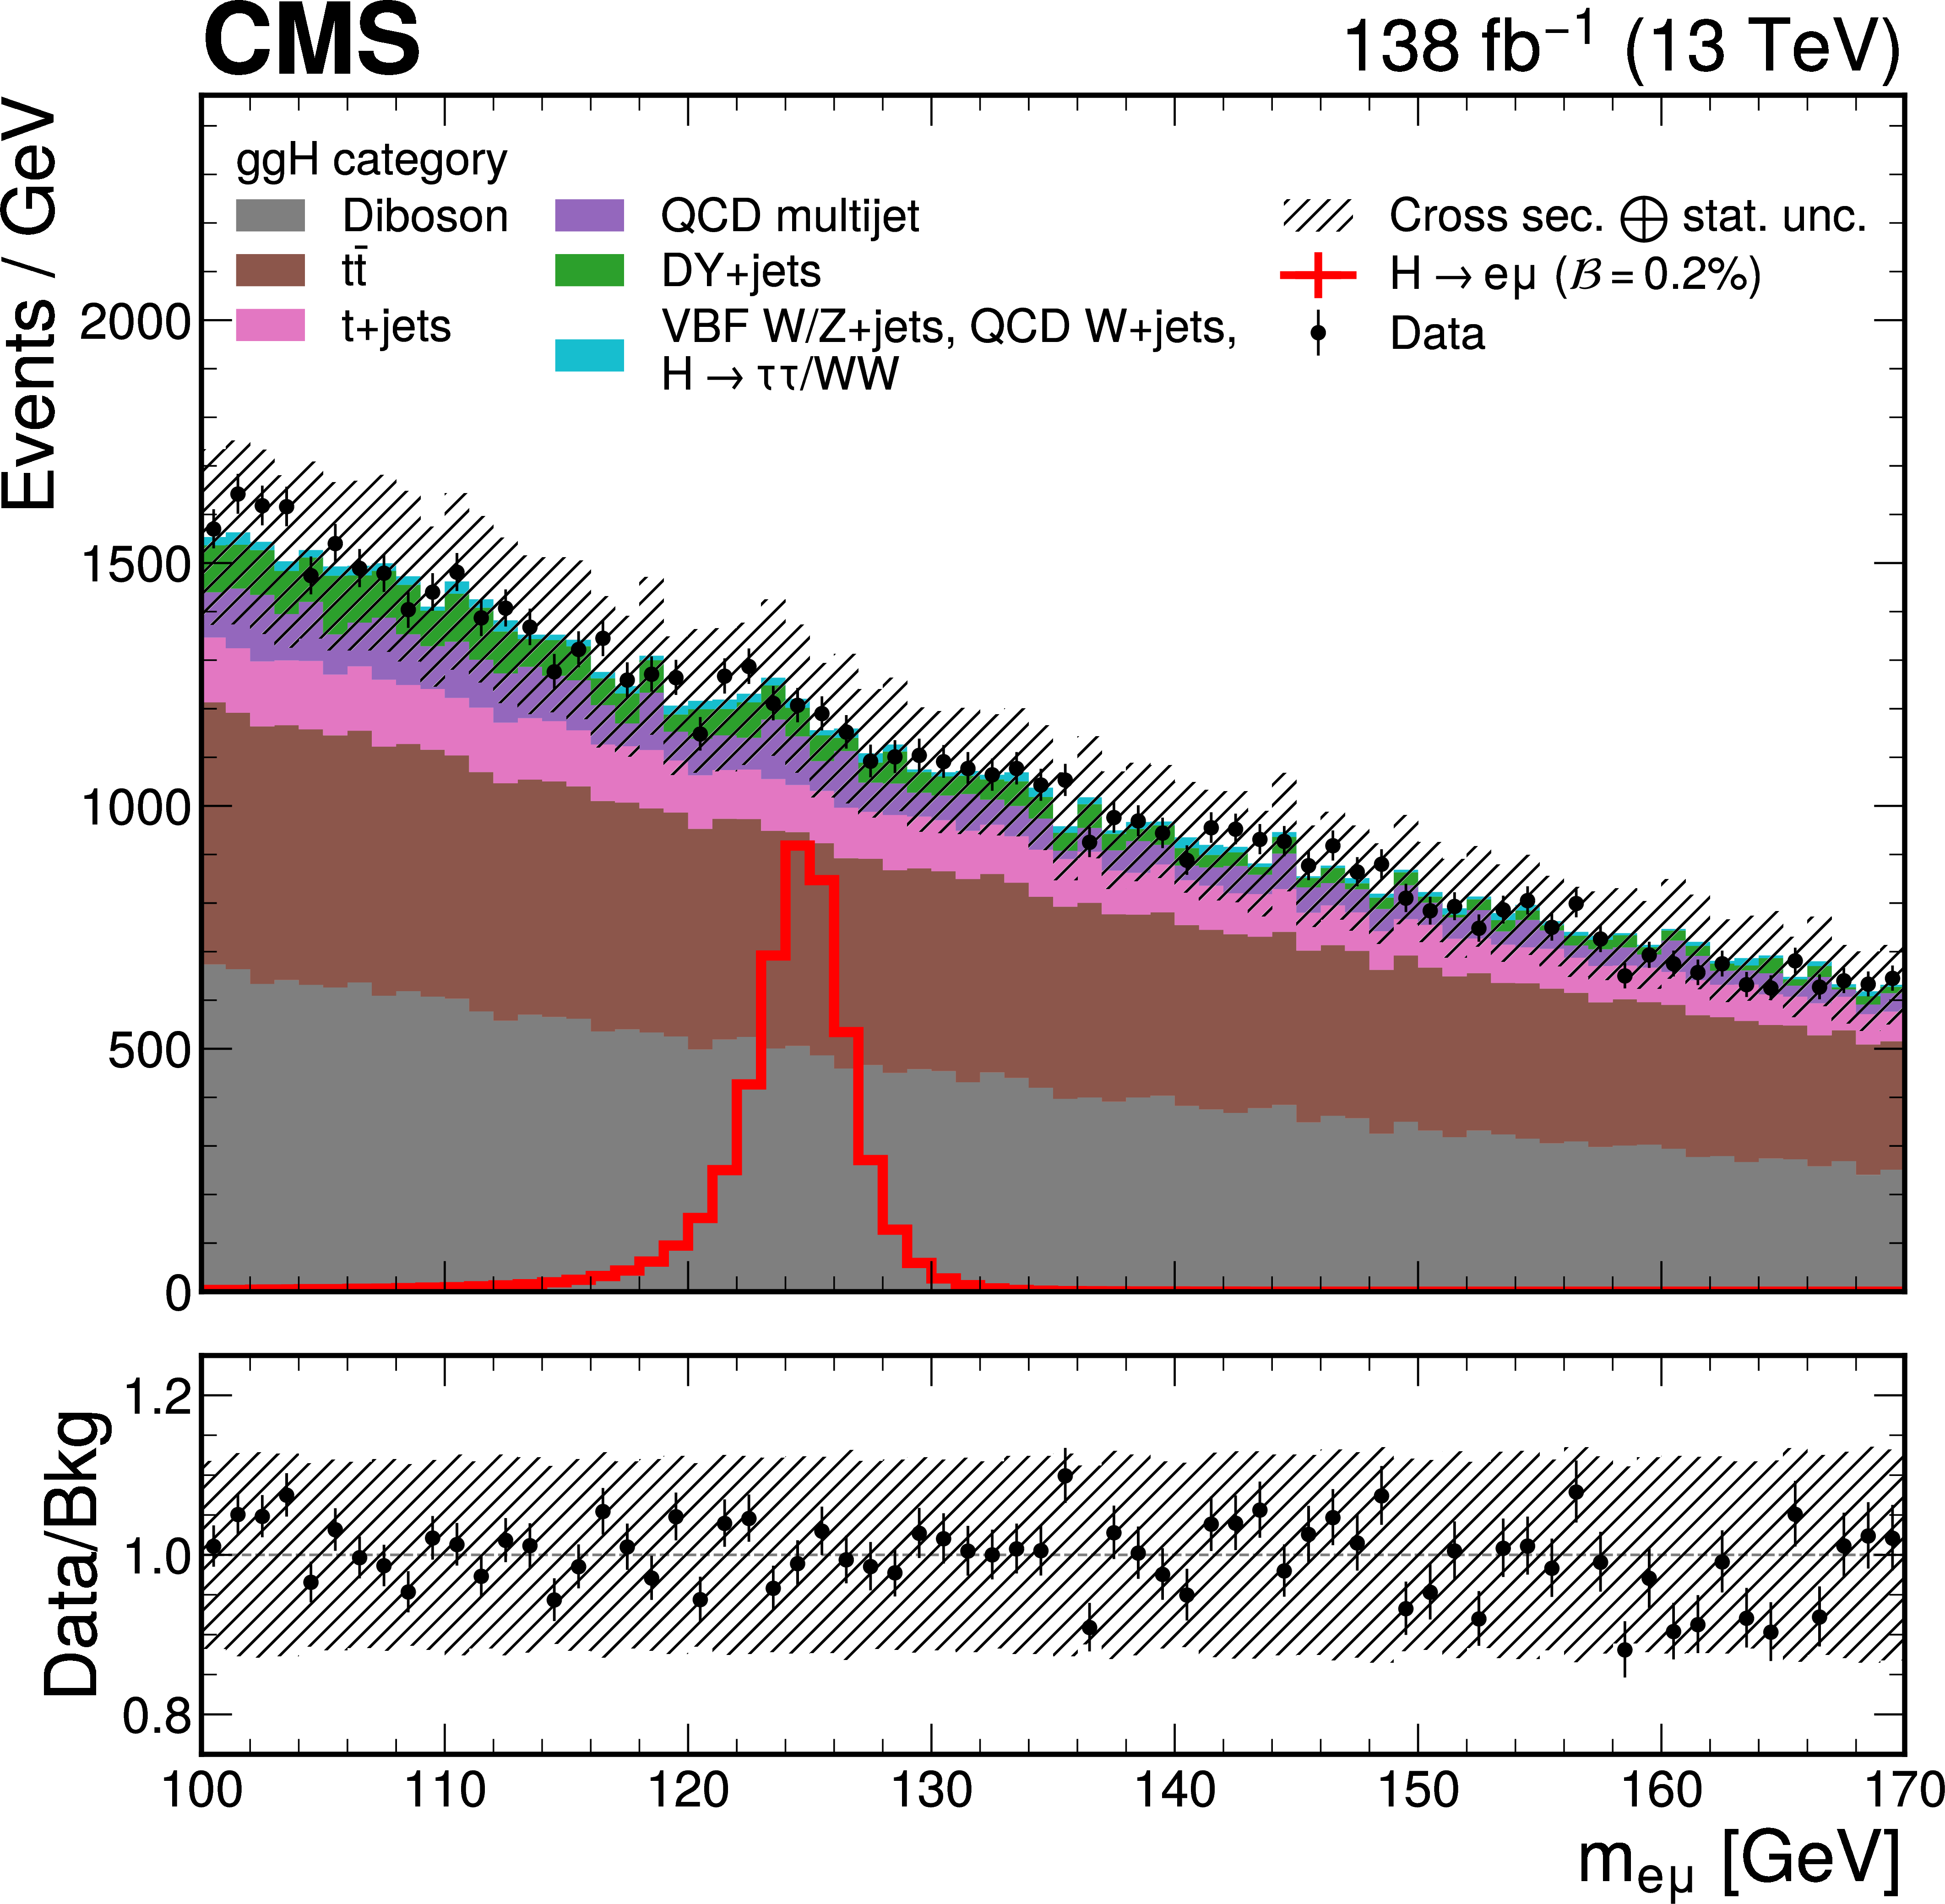 CMS
138 fb⁻¹ (13 TeV)
Events / GeV
ggH category
Diboson
tt̄
t+jets
QCD multijet
DY+jets
VBF W/Z+jets, QCD W+jets,
H → ττ/WW
Cross sec. ⊕ stat. unc.
H → eμ (ℬ = 0.2%)
Data
2000
1500
1000
500
0
Data/Bkg
1.2
1.0
0.8
100 110 120 130 140 150 160 170
m_eμ [GeV]